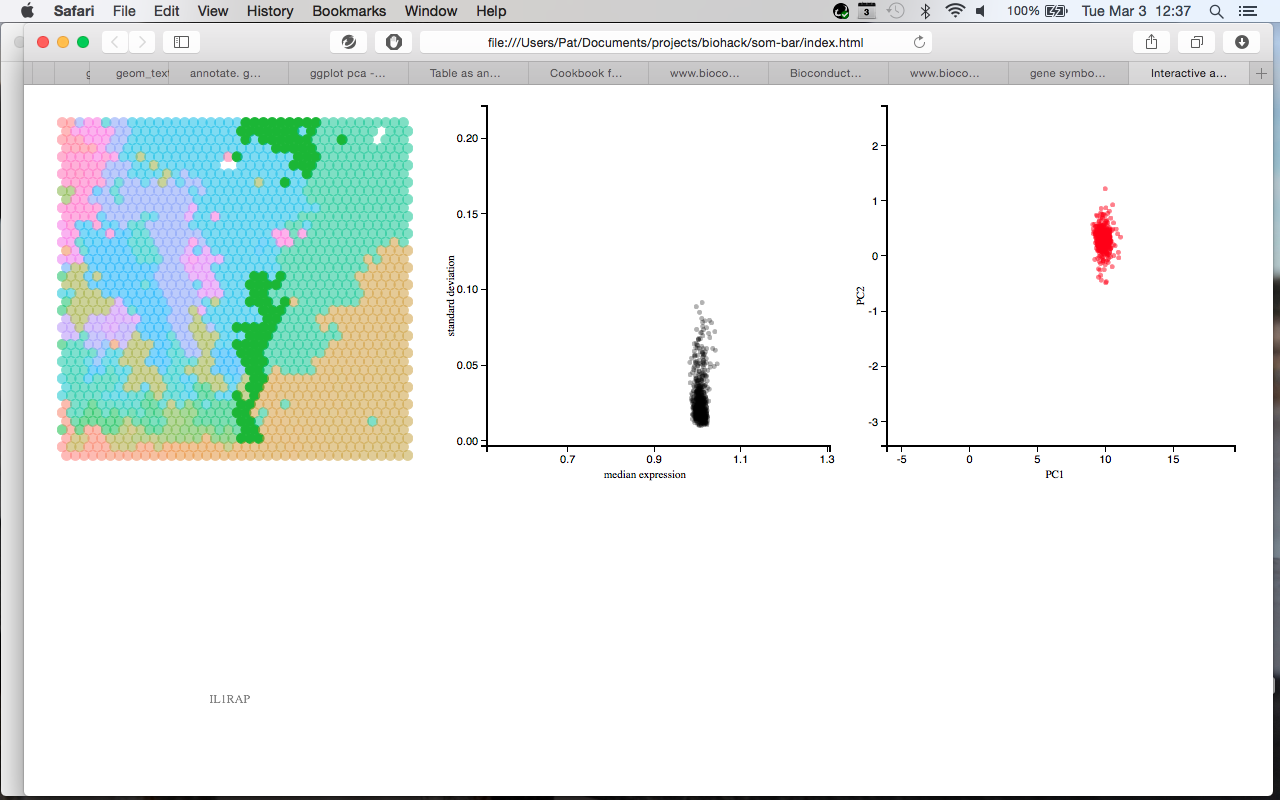 Safari File Edit View History Bookmarks Window Help 3 100% Tue Mar 3 12:37
file:///Users/Pat/Documents/projects/biohack/som-bar/index.html
geom_text annotate. g... ggplot pca -... Table as an... Cookbook f... www.bioco... Bioconduct... www.bioco... gene symbo... Interactive a...
standard deviation
0.20
0.15
0.10
0.05
0.00
0.7 0.9 1.1 1.3
median expression
PC2
2
1
0
-1
-2
-3
-5 0 5 10 15
PC1
IL1RAP